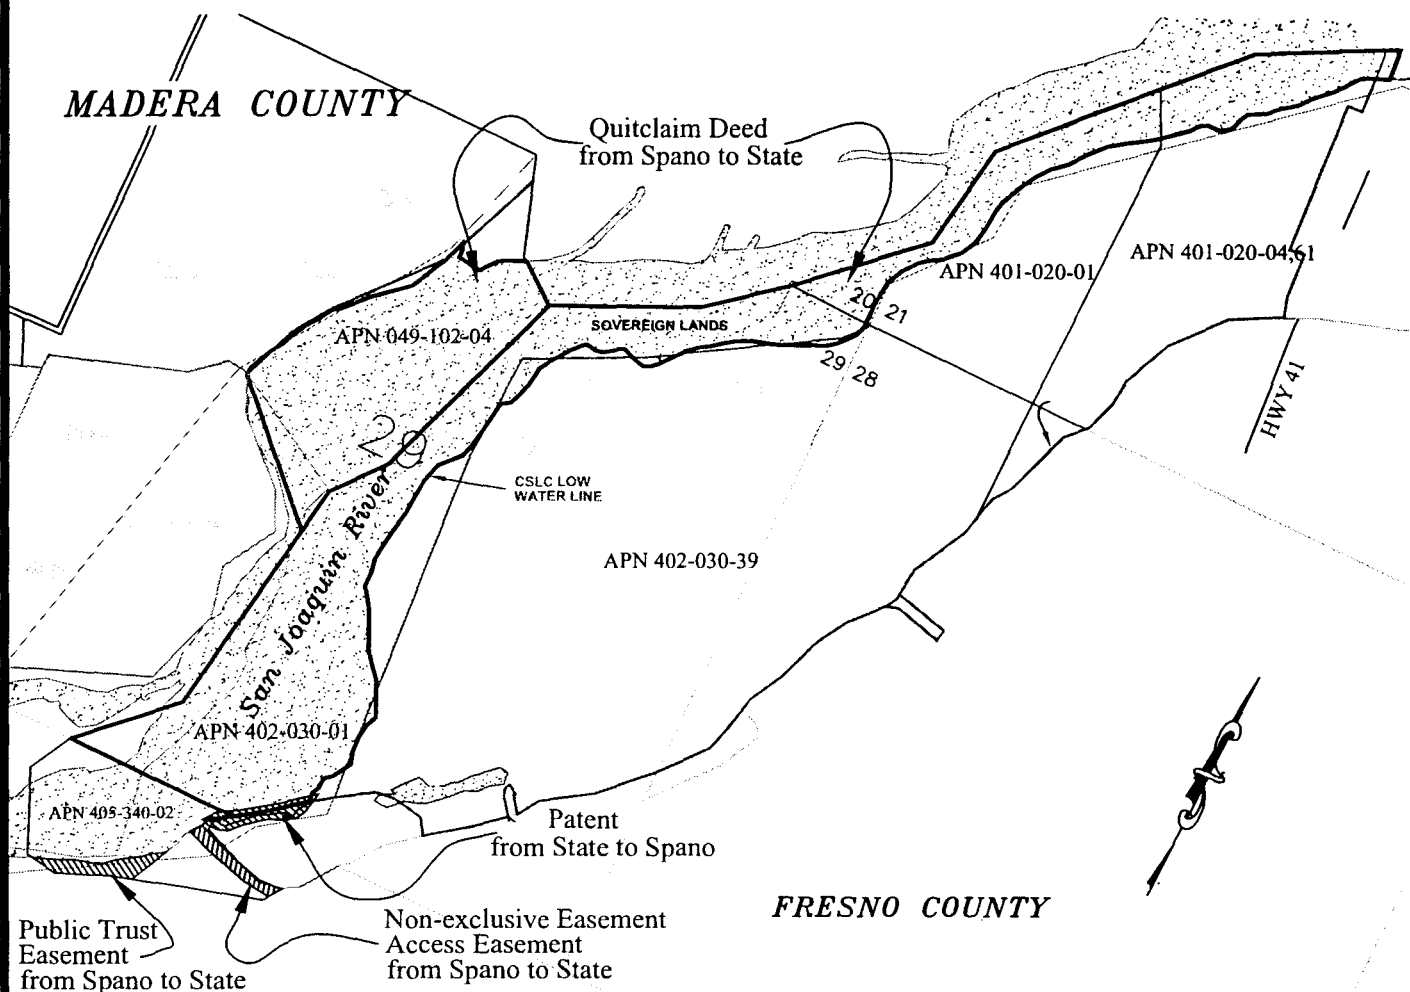 MADERA COUNTY
Quitclaim Deed
from Spano to State
APN 401-020-04,61
APN 401-020-01
20 21
SOVEREIGN LANDS
APN 049-102-04
29 28
HWY 41
29
CSLC LOW
WATER LINE
San Joaquin River
APN 402-030-39
APN 402-030-01
APN 405-340-02
Patent
from State to Spano
FRESNO COUNTY
Non-exclusive Easement
Access Easement
from Spano to State
Public Trust
Easement
from Spano to State